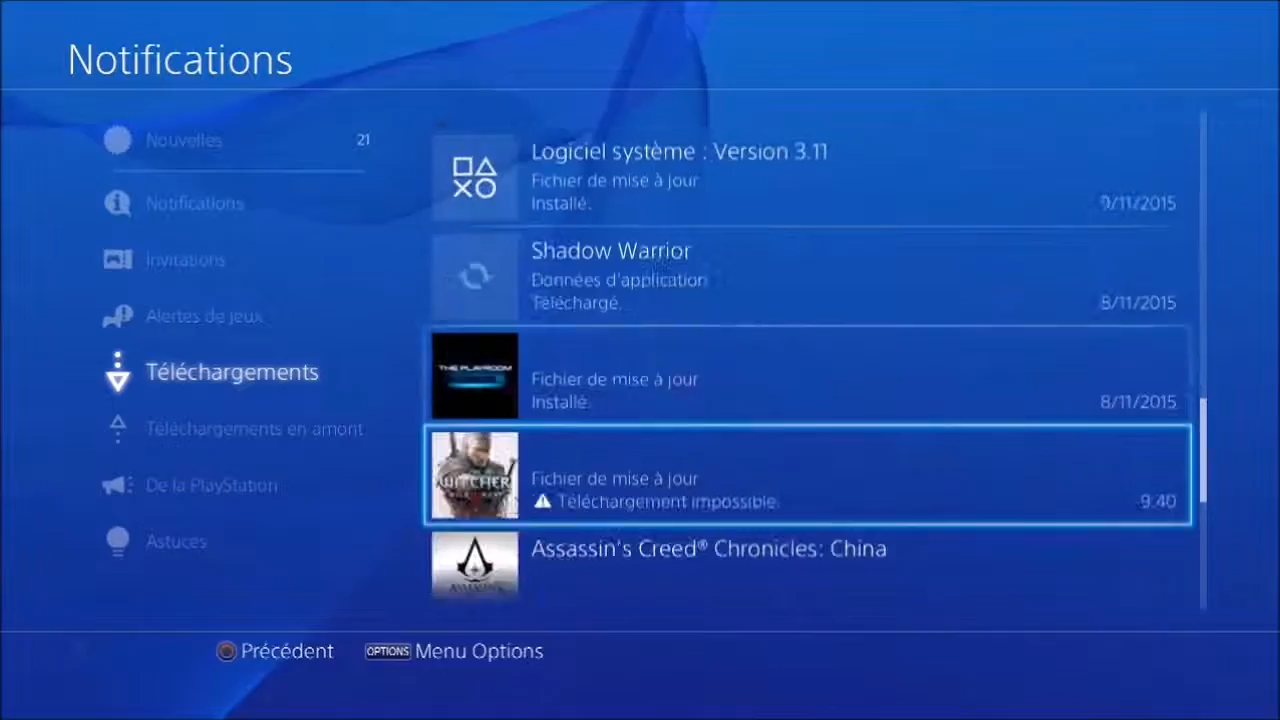 Notifications
Nouvelles 21
Notifications
Invitations
Alertes de jeux
Téléchargements
Téléchargements en amont
De la PlayStation
Astuces
Logiciel système : Version 3.11
Fichier de mise à jour
Installé. 9/11/2015
Shadow Warrior
Données d'application
Téléchargé. 8/11/2015
THE PLAYROOM
Fichier de mise à jour
Installé. 8/11/2015
WITCHER
Fichier de mise à jour
Téléchargement impossible. 9:40
Assassin's Creed® Chronicles: China
Précédent
OPTIONS Menu Options